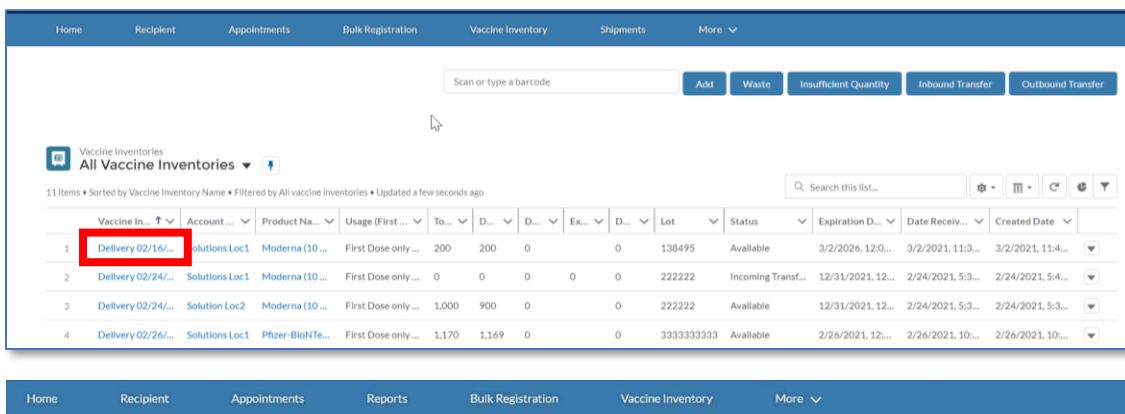 Home Recipient Appointments Bulk Registration Vaccine Inventory Shipments More
Scan or type a barcode Add Waste Insufficient Quantity Inbound Transfer Outbound Transfer
Vaccine Inventories
All Vaccine Inventories
11 Items • Sorted by Vaccine Inventory Name • Filtered by All vaccine inventories • Updated a few seconds ago
Search this list...
Vaccine In... Account ... Product Na... Usage (First ... To... D... D... Ex... D... Lot Status Expiration D... Date Receiv... Created Date
1 Delivery 02/16/... Solutions Loc1 Moderna (10 ... First Dose only ... 200 200 0 0 138495 Available 3/2/2026, 12:0... 3/2/2021, 11:3... 3/2/2021, 11:4...
2 Delivery 02/24/... Solutions Loc1 Moderna (10 ... First Dose only ... 0 0 0 0 0 222222 Incoming Transf... 12/31/2021, 12... 2/24/2021, 5:3... 2/24/2021, 5:4...
3 Delivery 02/24/... Solution Loc2 Moderna (10 ... First Dose only ... 1,000 900 0 0 222222 Available 12/31/2021, 12... 2/24/2021, 5:3... 2/24/2021, 5:3...
4 Delivery 02/26/... Solutions Loc1 Pfizer-BioNTe... First Dose only ... 1,170 1,169 0 0 3333333333 Available 2/26/2021, 12:... 2/26/2021, 10:... 2/26/2021, 10:...
Home Recipient Appointments Reports Bulk Registration Vaccine Inventory More